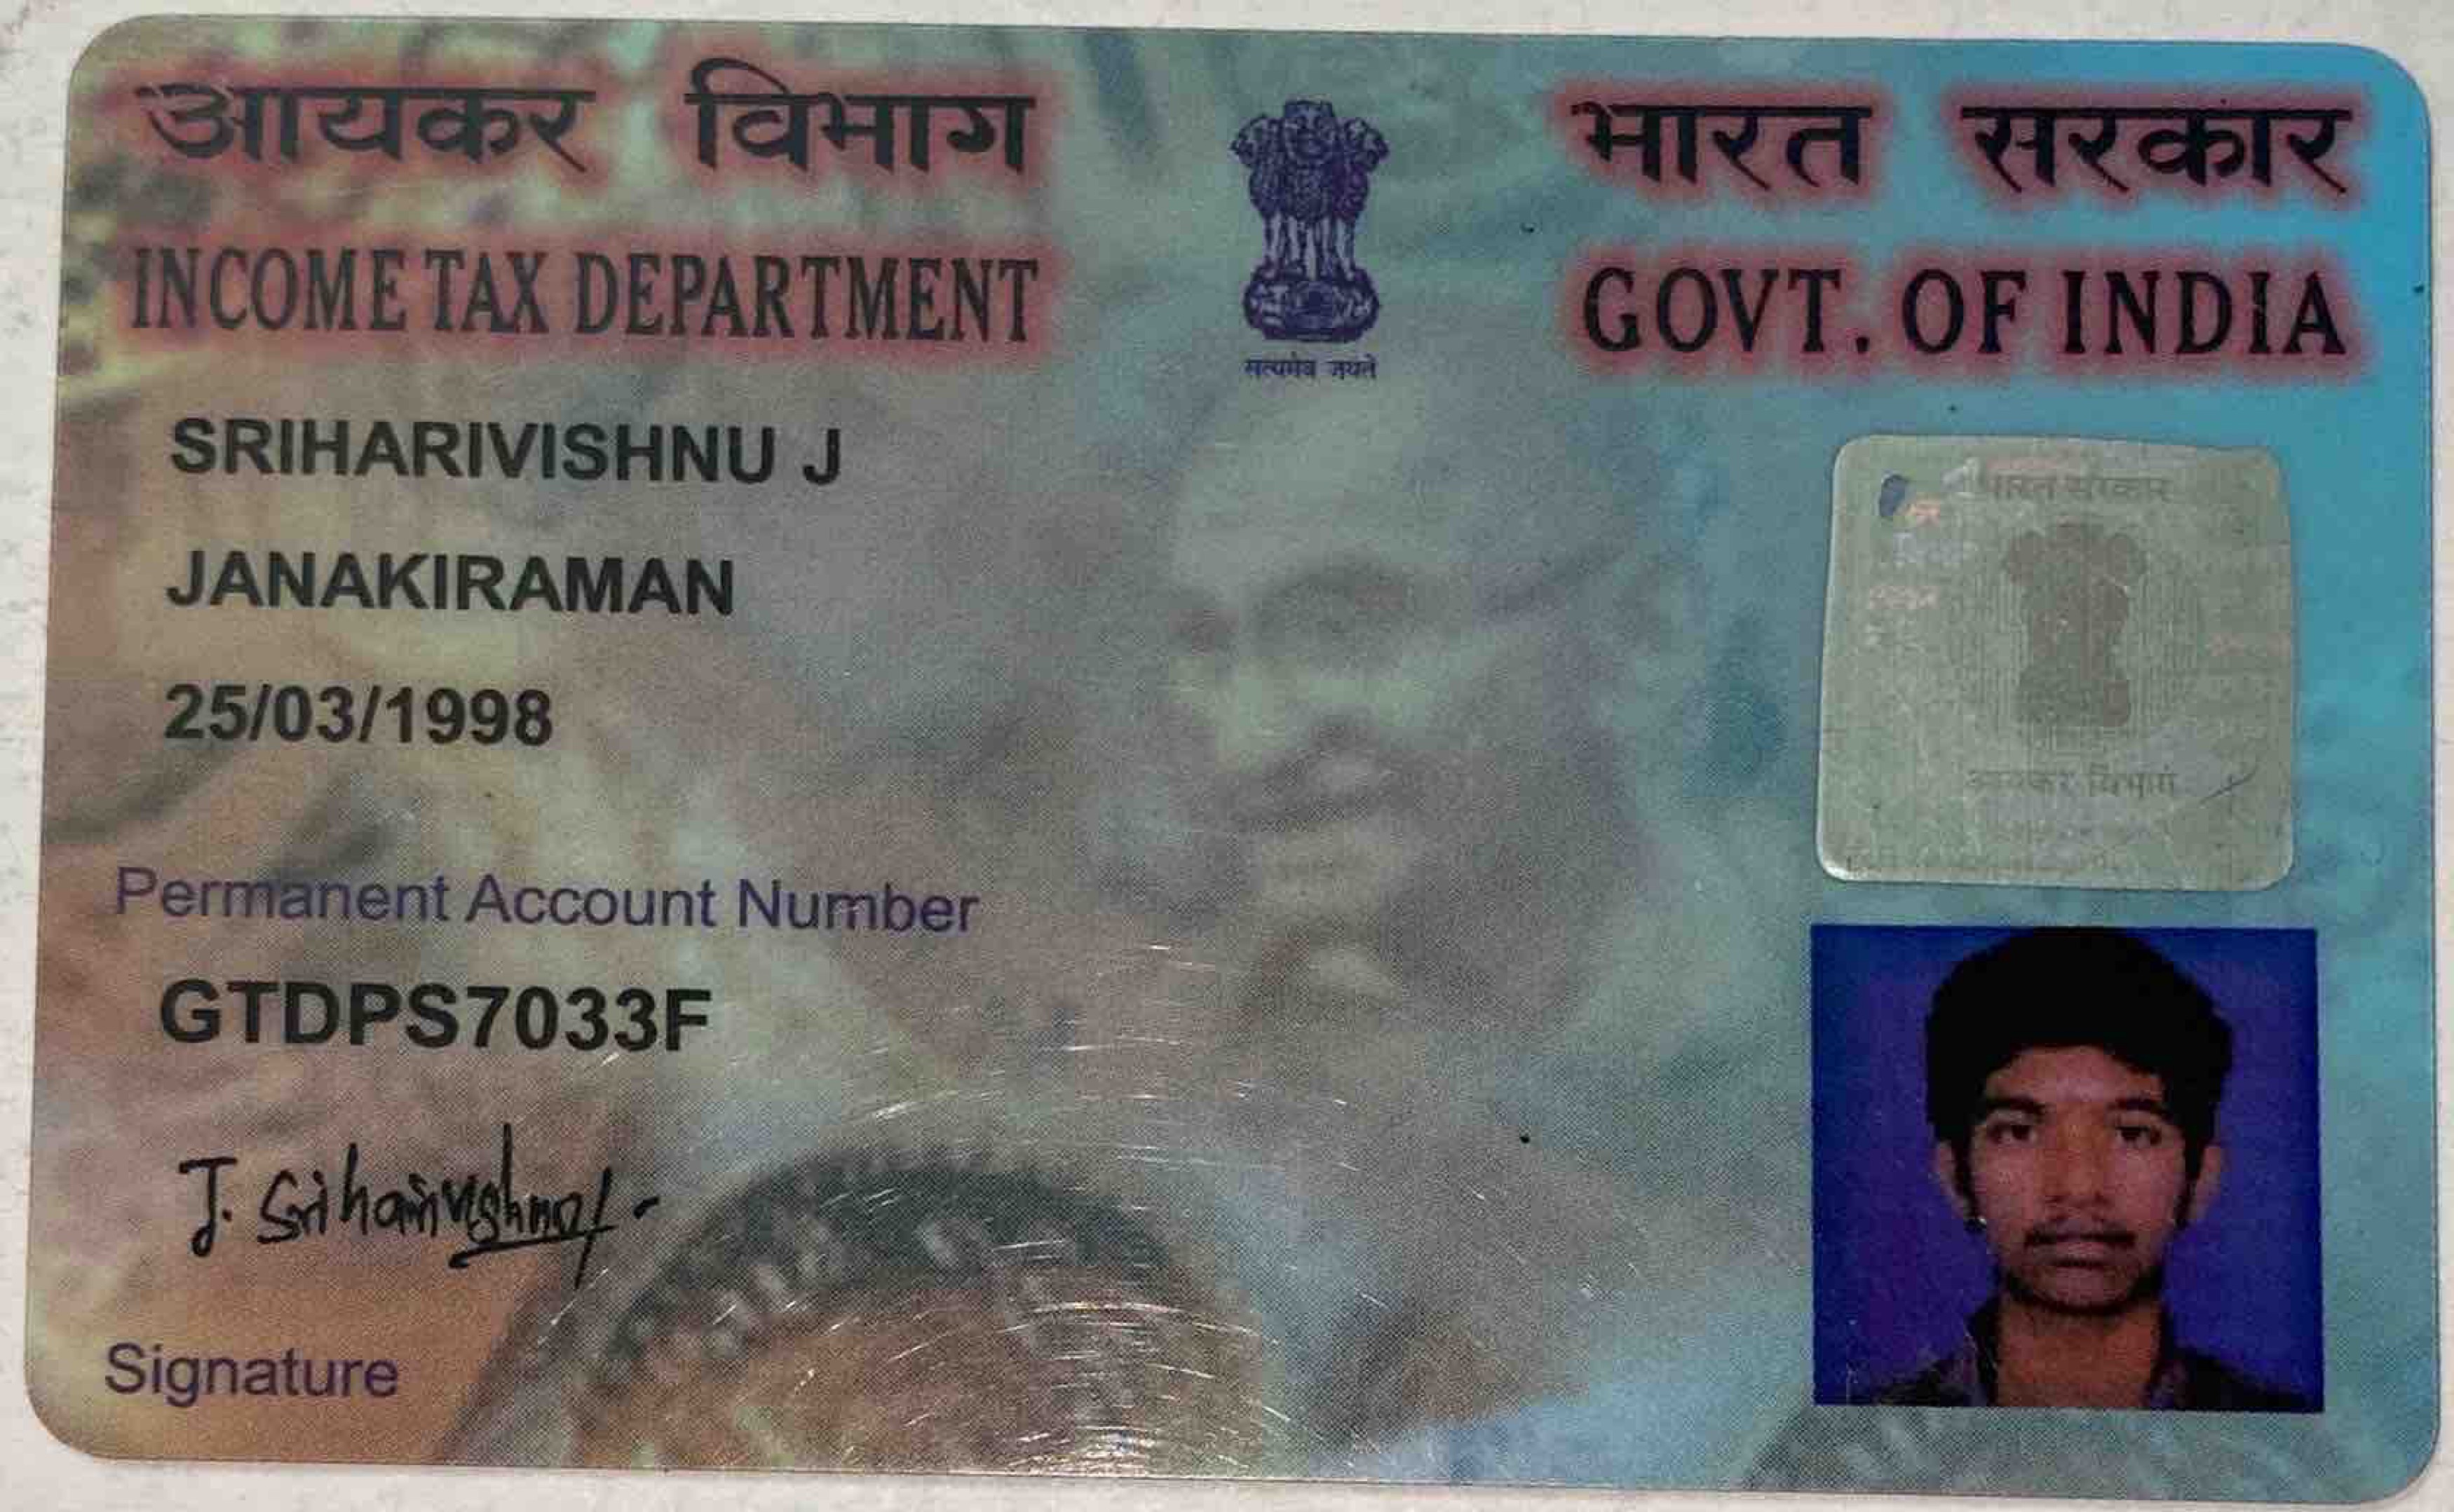 आयकर विभाग
INCOME TAX DEPARTMENT
सत्यमेव जयते
भारत सरकार
GOVT. OF INDIA
SRIHARIVISHNU J
JANAKIRAMAN
25/03/1998
Permanent Account Number
GTDPS7033F
J. Sriharivishnu
Signature
भारत सरकार
आयकर विभाग